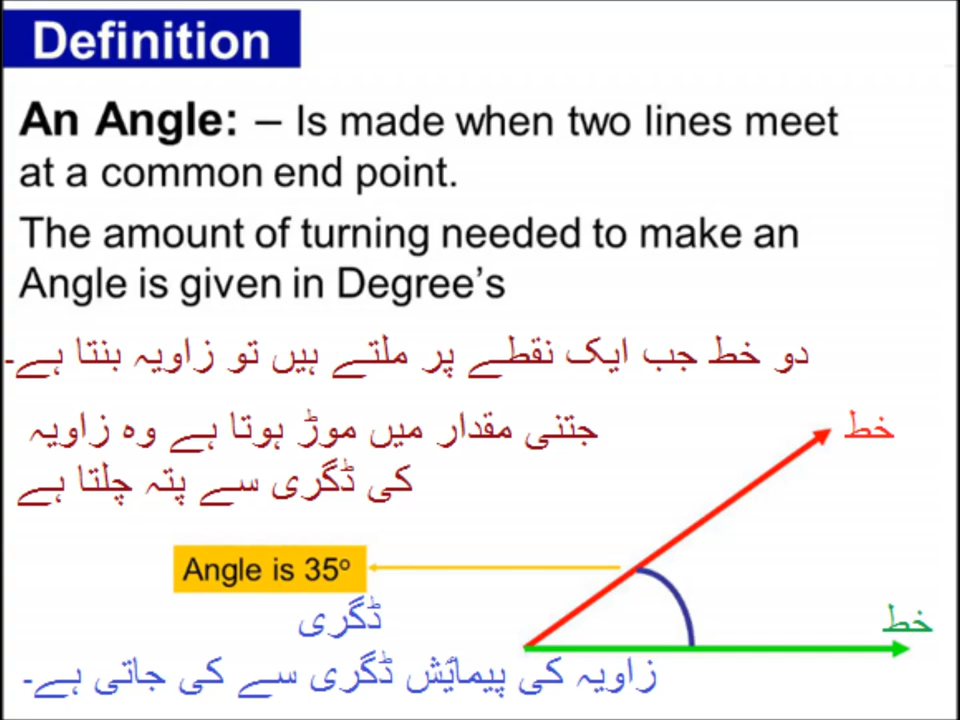 Definition
An Angle: – Is made when two lines meet
at a common end point.
The amount of turning needed to make an
Angle is given in Degree's
دو خط جب ایک نقطے پر ملتے ہیں تو زاویہ بنتا ہے۔
جتنی مقدار میں موڑ ہوتا ہے وہ زاویہ
کی ڈگری سے پتہ چلتا ہے
خط
Angle is 35°
ڈگری
خط
زاویہ کی پیمائش ڈگری سے کی جاتی ہے۔